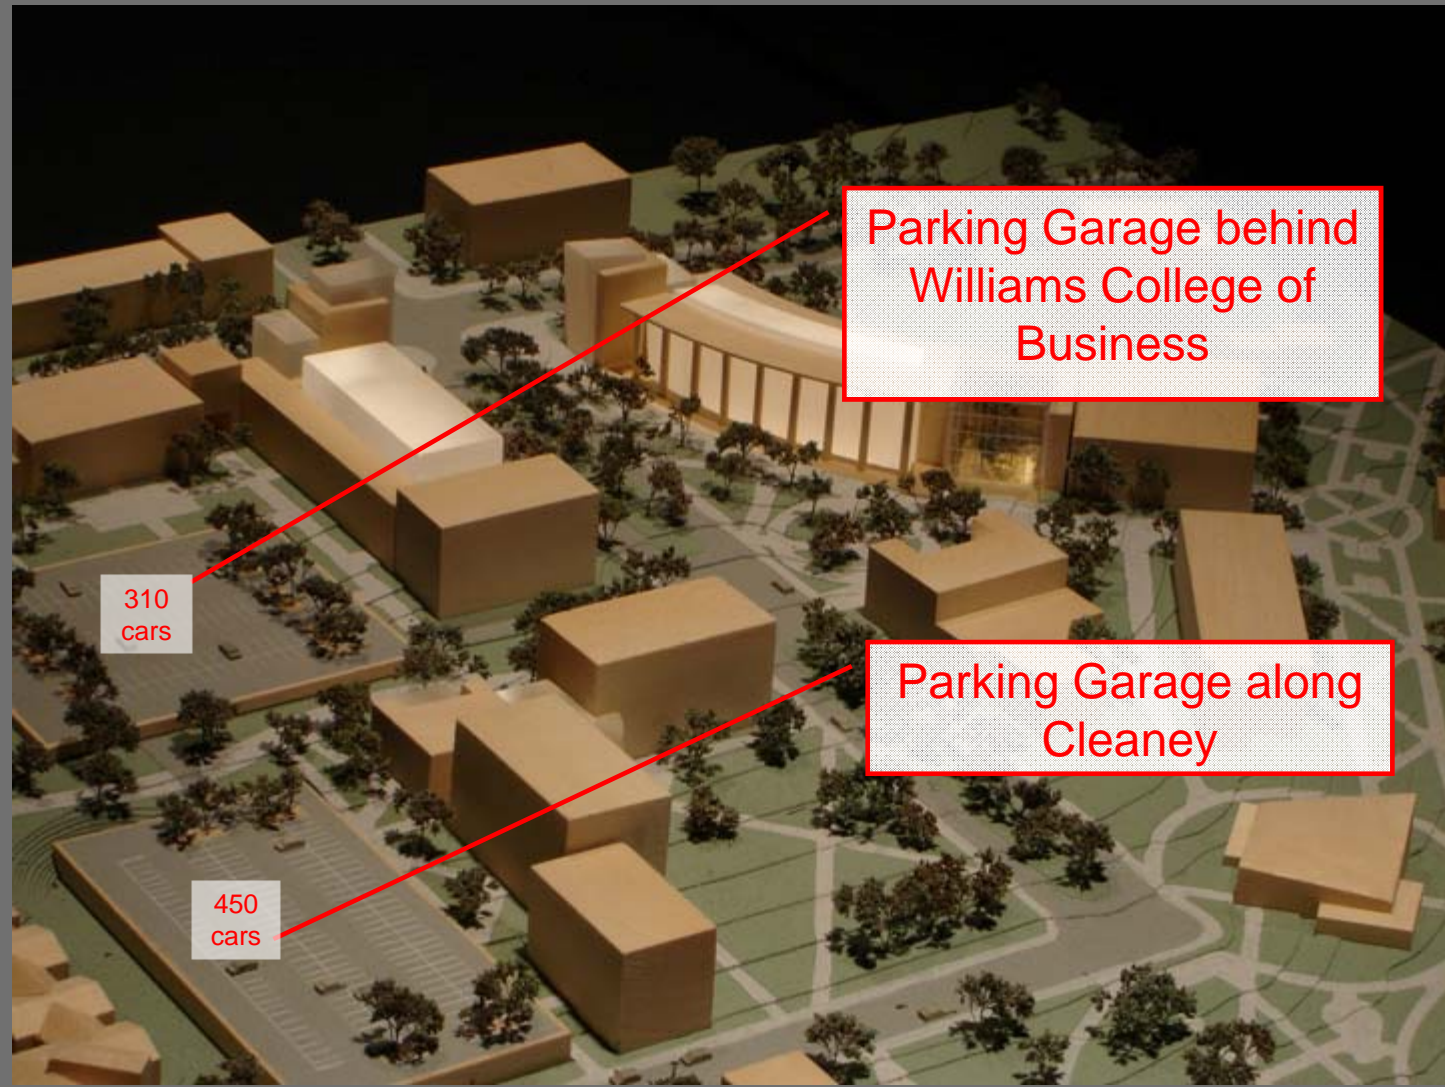 Parking Garage behind
Williams College of
Business
310
cars
Parking Garage along
Cleaney
450
cars